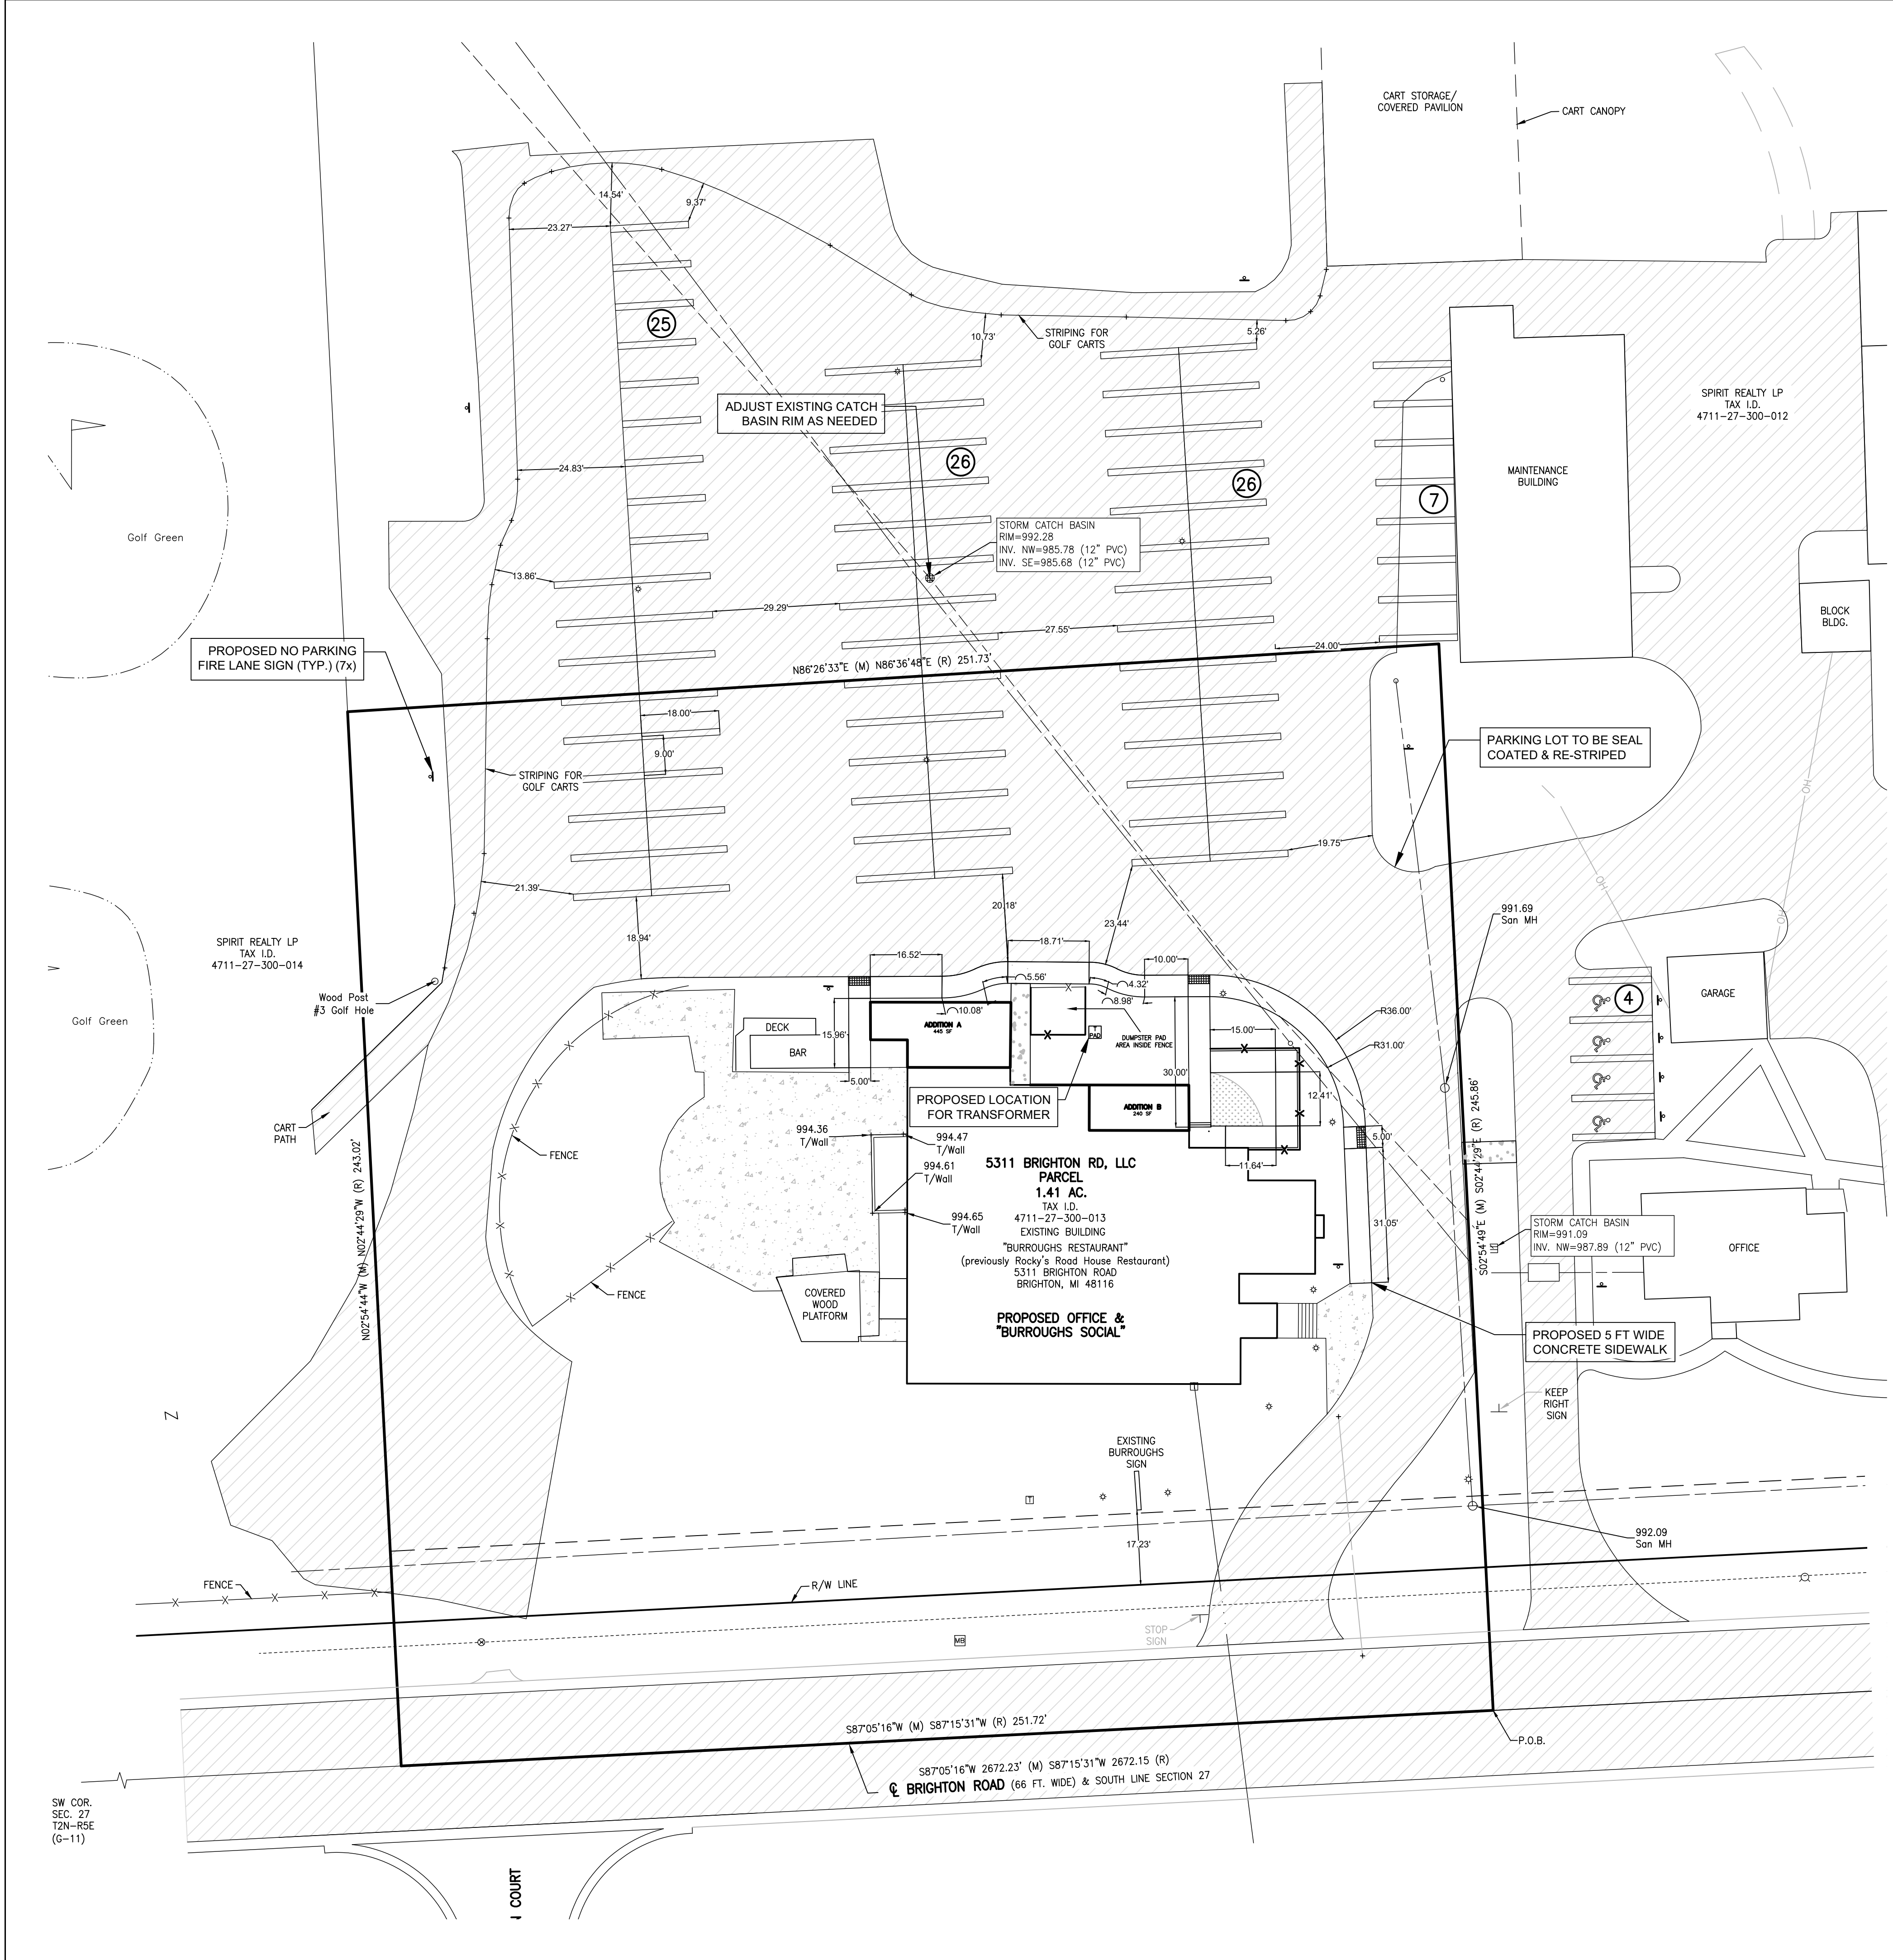 CART STORAGE/
COVERED PAVILION
CART CANOPY
14.54'
9.37'
23.27'
25
10.73'
STRIPING FOR
GOLF CARTS
5.26'
ADJUST EXISTING CATCH
BASIN RIM AS NEEDED
SPIRIT REALTY LP
TAX I.D.
4711-27-300-012
26
26
7
24.83'
MAINTENANCE
BUILDING
Golf Green
STORM CATCH BASIN
RIM=992.28
INV. NW=985.78 (12" PVC)
INV. SE=985.68 (12" PVC)
13.86'
29.29'
27.55'
24.00'
BLOCK
BLDG.
PROPOSED NO PARKING
FIRE LANE SIGN (TYP.) (7x)
N86°26'33"E (M) N86°36'48"E (R) 251.73'
18.00'
9.00'
PARKING LOT TO BE SEAL
COATED & RE-STRIPED
STRIPING FOR
GOLF CARTS
OH
OH
OH
19.75'
21.39'
20.18'
23.44'
18.94'
991.69
San MH
SPIRIT REALTY LP
TAX I.D.
4711-27-300-014
18.71'
16.52'
10.00'
5.56'
4.32'
8.98'
Wood Post
#3 Golf Hole
GARAGE
4
Golf Green
DECK
BAR
15.96'
10.08'
ADDITION A
445 SF
T
PAD
DUMPSTER PAD
AREA INSIDE FENCE
15.00'
R36.00'
R31.00'
30.00'
5.00'
12.41'
PROPOSED LOCATION
FOR TRANSFORMER
ADDITION B
240 SF
CART
PATH
994.36
T/Wall
994.47
T/Wall
5.00'
FENCE
994.61
T/Wall
11.64'
5311 BRIGHTON RD, LLC
PARCEL
1.41 AC.
TAX I.D.
4711-27-300-013
EXISTING BUILDING
"BURROUGHS RESTAURANT"
(previously Rocky's Road House Restaurant)
5311 BRIGHTON ROAD
BRIGHTON, MI 48116
PROPOSED OFFICE &
"BURROUGHS SOCIAL"
994.65
T/Wall
31.05'
N02°54'44"W (M) N02°44'29"W (R) 243.02'
S02°54'49"E (M) S02°44'29"E (R) 245.86'
STORM CATCH BASIN
RIM=991.09
INV. NW=987.89 (12" PVC)
OFFICE
FENCE
COVERED
WOOD
PLATFORM
PROPOSED 5 FT WIDE
CONCRETE SIDEWALK
KEEP
RIGHT
SIGN
EXISTING
BURROUGHS
SIGN
T
T
17.23'
992.09
San MH
FENCE
R/W LINE
STOP
SIGN
MB
S87°05'16"W (M) S87°15'31"W (R) 251.72'
P.O.B.
S87°05'16"W 2672.23' (M) S87°15'31"W 2672.15 (R)
℄ BRIGHTON ROAD (66 FT. WIDE) & SOUTH LINE SECTION 27
SW COR.
SEC. 27
T2N-R5E
(G-11)
COURT